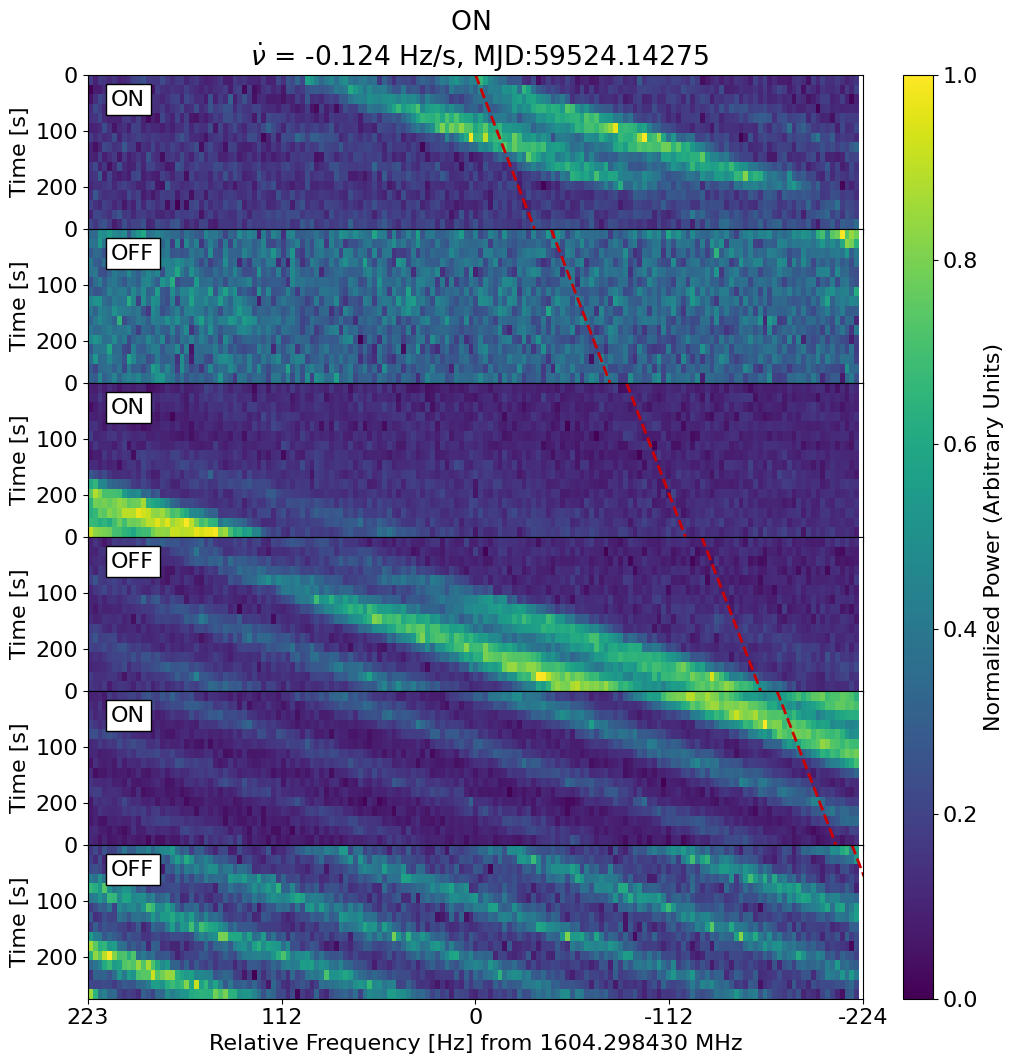 ON
ν̇ = -0.124 Hz/s, MJD:59524.14275
0
ON
100
200
Time [s]
0
OFF
100
200
Time [s]
0
ON
100
200
Time [s]
0
OFF
100
200
Time [s]
0
ON
100
200
Time [s]
0
OFF
100
200
Time [s]
223 112 0 -112 -224
Relative Frequency [Hz] from 1604.298430 MHz
1.0
0.8
0.6
0.4
0.2
0.0
Normalized Power (Arbitrary Units)